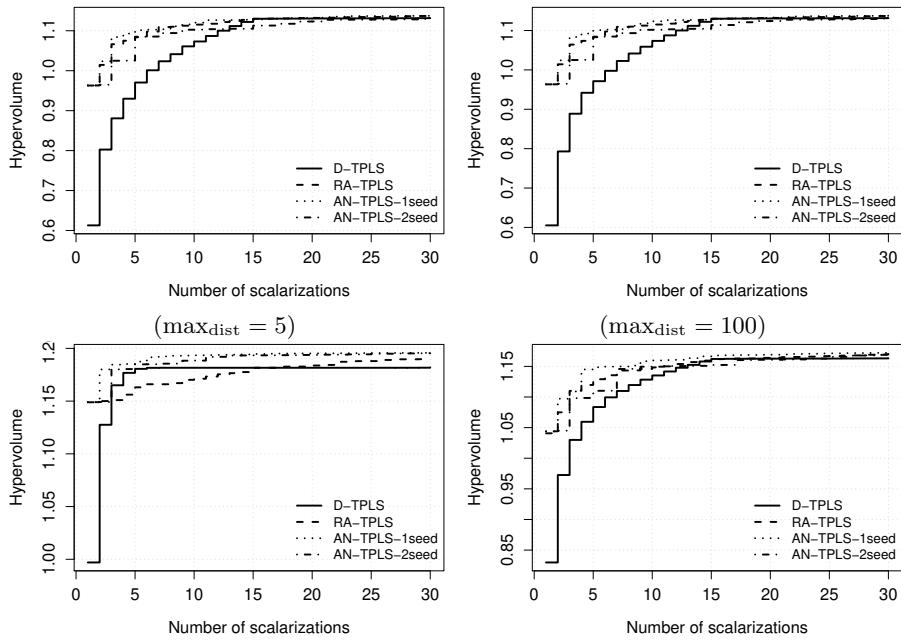 Hypervolume
0.6 0.7 0.8 0.9 1.0 1.1
D−TPLS
RA−TPLS
AN−TPLS−1seed
AN−TPLS−2seed
0 5 10 15 20 25 30
Number of scalarizations
Hypervolume
0.6 0.7 0.8 0.9 1.0 1.1
D−TPLS
RA−TPLS
AN−TPLS−1seed
AN−TPLS−2seed
0 5 10 15 20 25 30
Number of scalarizations
(max_dist = 5)
(max_dist = 100)
Hypervolume
1.00 1.05 1.10 1.15 1.2
D−TPLS
RA−TPLS
AN−TPLS−1seed
AN−TPLS−2seed
0 5 10 15 20 25 30
Number of scalarizations
Hypervolume
0.85 0.95 1.05 1.15
D−TPLS
RA−TPLS
AN−TPLS−1seed
AN−TPLS−2seed
0 5 10 15 20 25 30
Number of scalarizations